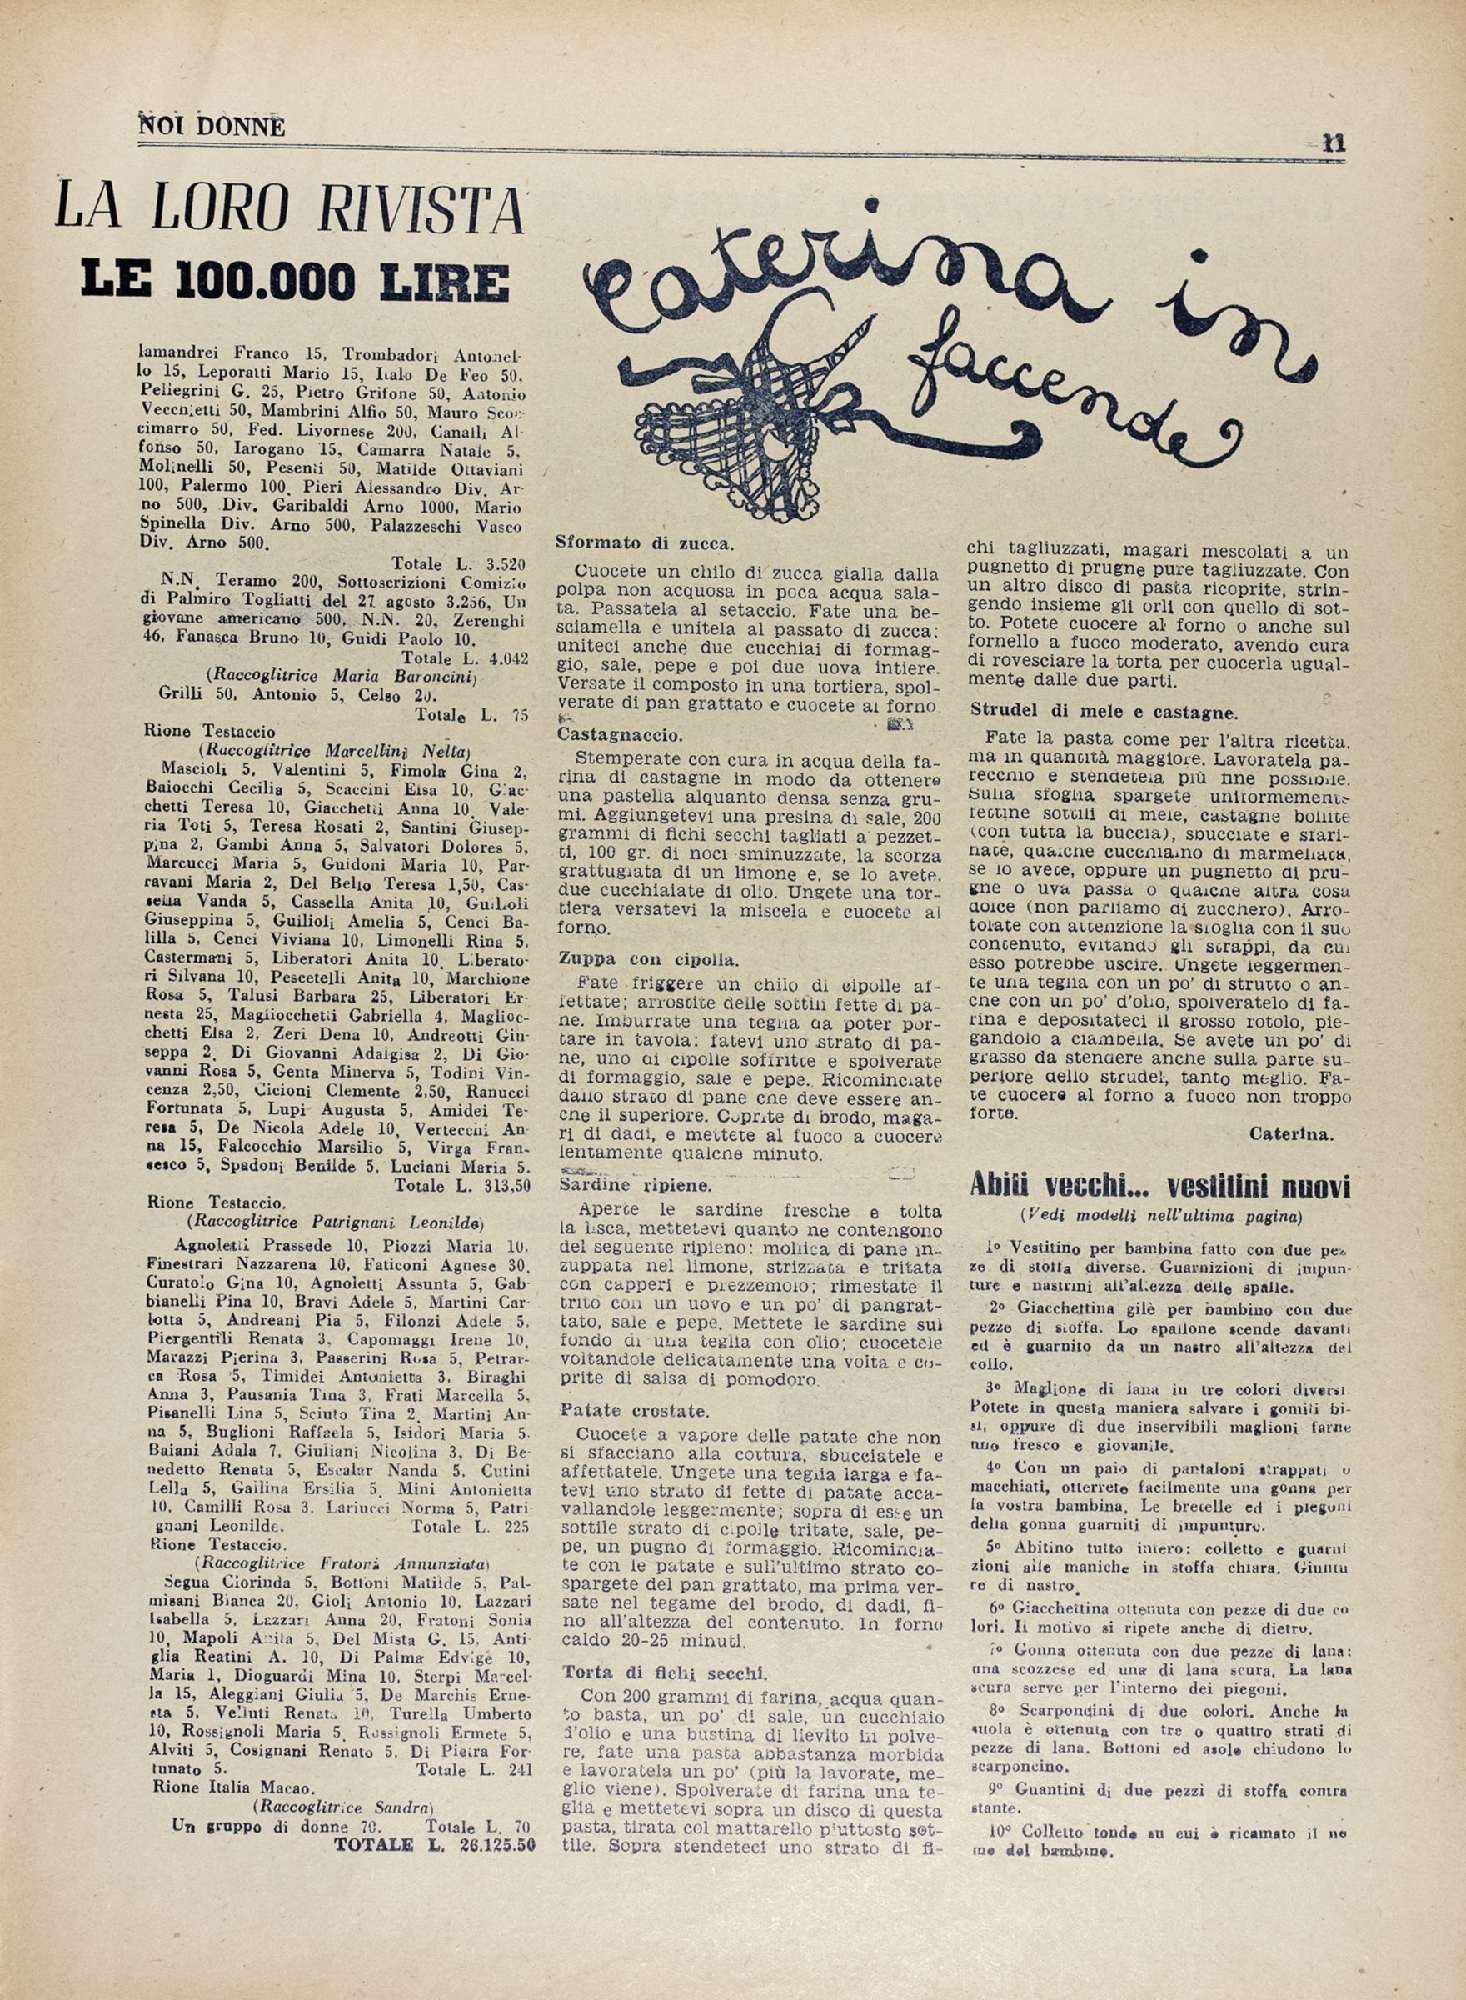 NOI DONNE
11
LA LORO RIVISTA
LE 100.000 LIRE
lamandrei Franco 15, Trombadori Antonel-
lo 15, Leporatti Mario 15, Italo De Feo 50,
Pellegrini G. 25, Pietro Grifone 50, Antonio
Vecchietti 50, Mambrini Alfio 50, Mauro Scoc-
cimarro 50, Fed. Livornese 200, Canalli Al-
fonso 50, Iarogano 15, Camarra Natale 5,
Molinelli 50, Pesenti 50, Matilde Ottaviani
100, Palermo 100, Pieri Alessandro Div. Ar-
no 500, Div. Garibaldi Arno 1000, Mario
Spinella Div. Arno 500, Palazzeschi Vasco
Div. Arno 500.
Totale L. 3.520
N.N. Teramo 200, Sottoscrizioni Comizio
di Palmiro Togliatti del 27 agosto 3.256, Un
giovane americano 500, N.N. 20, Zerenghi
46, Fanasca Bruno 10, Guidi Paolo 10.
Totale L. 4.042
(Raccoglitrice Maria Baroncini)
Grilli 50, Antonio 5, Celso 20.
Totale L. 75
Rione Testaccio
(Raccoglitrice Marcellini Nella)
Mascioli 5, Valentini 5, Fimola Gina 2,
Baiocchi Cecilia 5, Scaccini Elsa 10, Giac-
chetti Teresa 10, Giacchetti Anna 10, Vale-
ria Toti 5, Teresa Rosati 2, Santini Giusep-
pina 2, Gambi Anna 5, Salvatori Dolores 5,
Marcucci Maria 5, Guidoni Maria 10, Par-
ravani Maria 2, Del Bello Teresa 1,50, Cas-
sella Vanda 5, Cassella Anita 10, Guilioli
Giuseppina 5, Guilioli Amelia 5, Cenci Ba-
lilla 5, Cenci Viviana 10, Limonelli Rina 5,
Castermani 5, Liberatori Anita 10, Liberato-
ri Silvana 10, Pescetelli Anita 10, Marchione
Rosa 5, Talusi Barbara 25, Liberatori Er-
nesta 25, Magliocchetti Gabriella 4, Maglioc-
chetti Elsa 2, Zeri Dena 10, Andreotti Giu-
seppa 2, Di Giovanni Adalgisa 2, Di Gio-
vanni Rosa 5, Genta Minerva 5, Todini Vin-
cenza 2,50, Cicioni Clemente 2,50, Ranucci
Fortunata 5, Lupi Augusta 5, Amidei Te-
resa 5, De Nicola Adele 10, Vertecchi An-
na 15, Falcocchio Marsilio 5, Virga Fran-
cesco 5, Spadoni Benilde 5, Luciani Maria 5.
Totale L. 313,50
Rione Testaccio.
(Raccoglitrice Patrignani Leonilde)
Agnoletti Prassede 10, Piozzi Maria 10,
Finestrari Nazzarena 10, Faticoni Agnese 30,
Curatolo Gina 10, Agnoletti Assunta 5, Gab-
bianelli Pina 10, Bravi Adele 5, Martini Car-
lotta 5, Andreani Pia 5, Filonzi Adele 5,
Piergentili Renata 3, Capomaggi Irene 10,
Marazzi Pierina 3, Passerini Rosa 5, Petrar-
ca Rosa 5, Timidei Antonietta 3, Biraghi
Anna 3, Pausania Tina 3, Frati Marcella 5,
Pisanelli Lina 5, Sciuto Tina 2, Martini An-
na 5, Buglioni Raffaela 5, Isidori Maria 5,
Baiani Adala 7, Giuliani Nicolina 3, Di Be-
nedetto Renata 5, Escalar Nanda 5, Cutini
Lella 5, Gallina Ersilia 5, Mini Antonietta
10, Camilli Rosa 3, Lariucci Norma 5, Patri-
gnani Leonilde. Totale L. 225
Rione Testaccio.
(Raccoglitrice Fratora Annunziata)
Segua Clorinda 5, Bottoni Matilde 5, Pal-
misani Bianca 20, Gioli Antonio 10, Lazzari
Isabella 5, Lazzari Anna 20, Fratoni Sonia
10, Mapoli Anita 5, Del Mista G. 15, Anti-
glia Reatini A. 10, Di Palma Edvige 10,
Maria 1, Dioguardi Mina 10, Sterpi Marcel-
la 15, Aleggiani Giulia 5, De Marchis Erne-
sta 5, Velluti Renata 10, Turella Umberto
10, Rossignoli Maria 5, Rossignoli Ermete 5,
Alviti 5, Cosignani Renato 5, Di Pietra For-
tunato 5. Totale L. 241
Rione Italia Macao.
(Raccoglitrice Sandra)
Un gruppo di donne 70. Totale L. 70
TOTALE L. 26.125.50
Caterina in
faccende
Sformato di zucca.
Cuocete un chilo di zucca gialla dalla
polpa non acquosa in poca acqua sala-
ta. Passatela al setaccio. Fate una be-
sciamella e unitela al passato di zucca;
uniteci anche due cucchiai di formag-
gio, sale, pepe e poi due uova intiere.
Versate il composto in una tortiera, spol-
verate di pan grattato e cuocete al forno.
Castagnaccio.
Stemperate con cura in acqua della fa-
rina di castagne in modo da ottenere
una pastella alquanto densa senza gru-
mi. Aggiungetevi una presina di sale, 200
grammi di fichi secchi tagliati a pezzet-
ti, 100 gr. di noci sminuzzate, la scorza
grattugiata di un limone e, se lo avete,
due cucchiaiate di olio. Ungete una tor-
tiera versatevi la miscela e cuocete al
forno.
Zuppa con cipolla.
Fate friggere un chilo di cipolle af-
fettate; arrostite delle sottili fette di pa-
ne. Imburrate una teglia da poter por-
tare in tavola: fatevi uno strato di pa-
ne, uno di cipolle soffritte e spolverate
di formaggio, sale e pepe. Ricominciate
dallo strato di pane che deve essere an-
che il superiore. Coprite di brodo, maga-
ri di dadi, e mettete al fuoco a cuocere
lentamente qualche minuto.
Sardine ripiene.
Aperte le sardine fresche e tolta
la lisca, mettetevi quanto ne contengono
del seguente ripieno: mollica di pane in-
zuppata nel limone, strizzata e tritata
con capperi e prezzemolo; rimestate il
trito con un uovo e un po' di pangrat-
tato, sale e pepe. Mettete le sardine sul
fondo di una teglia con olio; cuocetele
voltandole delicatamente una volta e co-
prite di salsa di pomodoro.
Patate crostate.
Cuocete a vapore delle patate che non
si sfacciano alla cottura, sbucciatele e
affettatele. Ungete una teglia larga e fa-
tevi uno strato di fette di patate acca-
vallandole leggermente; sopra di esse un
sottile strato di cipolle tritate, sale, pe-
pe, un pugno di formaggio. Ricomincia-
te con le patate e sull'ultimo strato co-
spargete del pan grattato, ma prima ver-
sate nel tegame del brodo, di dadi, fi-
no all'altezza del contenuto. In forno
caldo 20-25 minuti.
Torta di fichi secchi.
Con 200 grammi di farina, acqua quan-
to basta, un po' di sale, un cucchiaio
d'olio e una bustina di lievito in polve-
re, fate una pasta abbastanza morbida
e lavoratela un po' (più la lavorate, me-
glio viene). Spolverate di farina una te-
glia e mettetevi sopra un disco di questa
pasta, tirata col mattarello piuttosto sot-
tile. Sopra stendeteci uno strato di fi-
chi tagliuzzati, magari mescolati a un
pugnetto di prugne pure tagliuzzate. Con
un altro disco di pasta ricoprite, strin-
gendo insieme gli orli con quello di sot-
to. Potete cuocere al forno o anche sul
fornello a fuoco moderato, avendo cura
di rovesciare la torta per cuocerla ugual-
mente dalle due parti.
Strudel di mele e castagne.
Fate la pasta come per l'altra ricetta,
ma in quantità maggiore. Lavoratela pa-
recchio e stendetela più fine possibile.
Sulla sfoglia spargete uniformemente
fettine sottili di mele, castagne bollite
(con tutta la buccia), sbucciate e sfari-
nate, qualche cucchiaino di marmellata,
se lo avete, oppure un pugnetto di pru-
gne o uva passa o qualche altra cosa
dolce (non parliamo di zucchero). Arro-
tolate con attenzione la sfoglia con il suo
contenuto, evitando gli strappi, da cui
esso potrebbe uscire. Ungete leggermen-
te una teglia con un po' di strutto o an-
che con un po' d'olio, spolveratelo di fa-
rina e depositateci il grosso rotolo, pie-
gandolo a ciambella. Se avete un po' di
grasso da stendere anche sulla parte su-
periore dello strudel, tanto meglio. Fa-
te cuocere al forno a fuoco non troppo
forte.
Caterina.
Abiti vecchi... vestitini nuovi
(Vedi modelli nell'ultima pagina)
1º Vestitino per bambina fatto con due pez
ze di stoffa diverse. Guarnizioni di impun-
ture e nastrini all'altezza delle spalle.
2º Giacchettina gilè per bambino con due
pezze di stoffa. Lo spallone scende davanti
ed è guarnito da un nastro all'altezza del
collo.
3º Maglione di lana in tre colori diversi.
Potete in questa maniera salvare i gomiti bi-
si, oppure di due inservibili maglioni farne
uno fresco e giovanile.
4º Con un paio di pantaloni strappati o
macchiati, otterrete facilmente una gonna per
la vostra bambina. Le bretelle ed i piegoni
della gonna guarniti di impunture.
5º Abitino tutto intero: colletto e guarni
zioni alle maniche in stoffa chiara. Giuntu
re di nastro.
6º Giacchettina ottenuta con pezze di due co
lori. Il motivo si ripete anche di dietro.
7º Gonna ottenuta con due pezze di lana:
una scozzese ed una di lana scura. La lana
scura serve per l'interno dei piegoni.
8º Scarpondini di due colori. Anche la
suola è ottenuta con tre o quattro strati di
pezze di lana. Bottoni ed asole chiudono lo
scarponcino.
9º Guantini di due pezzi di stoffa contra
stante.
10º Colletto tondo su cui è ricamato il no
me del bambino.